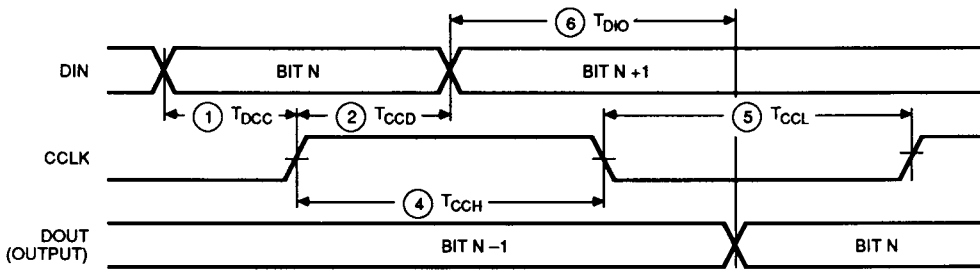 6 TDIO
DIN BIT N BIT N +1
1 TDCC 2 TCCD 5 TCCL
CCLK
4 TCCH
DOUT
(OUTPUT) BIT N –1 BIT N